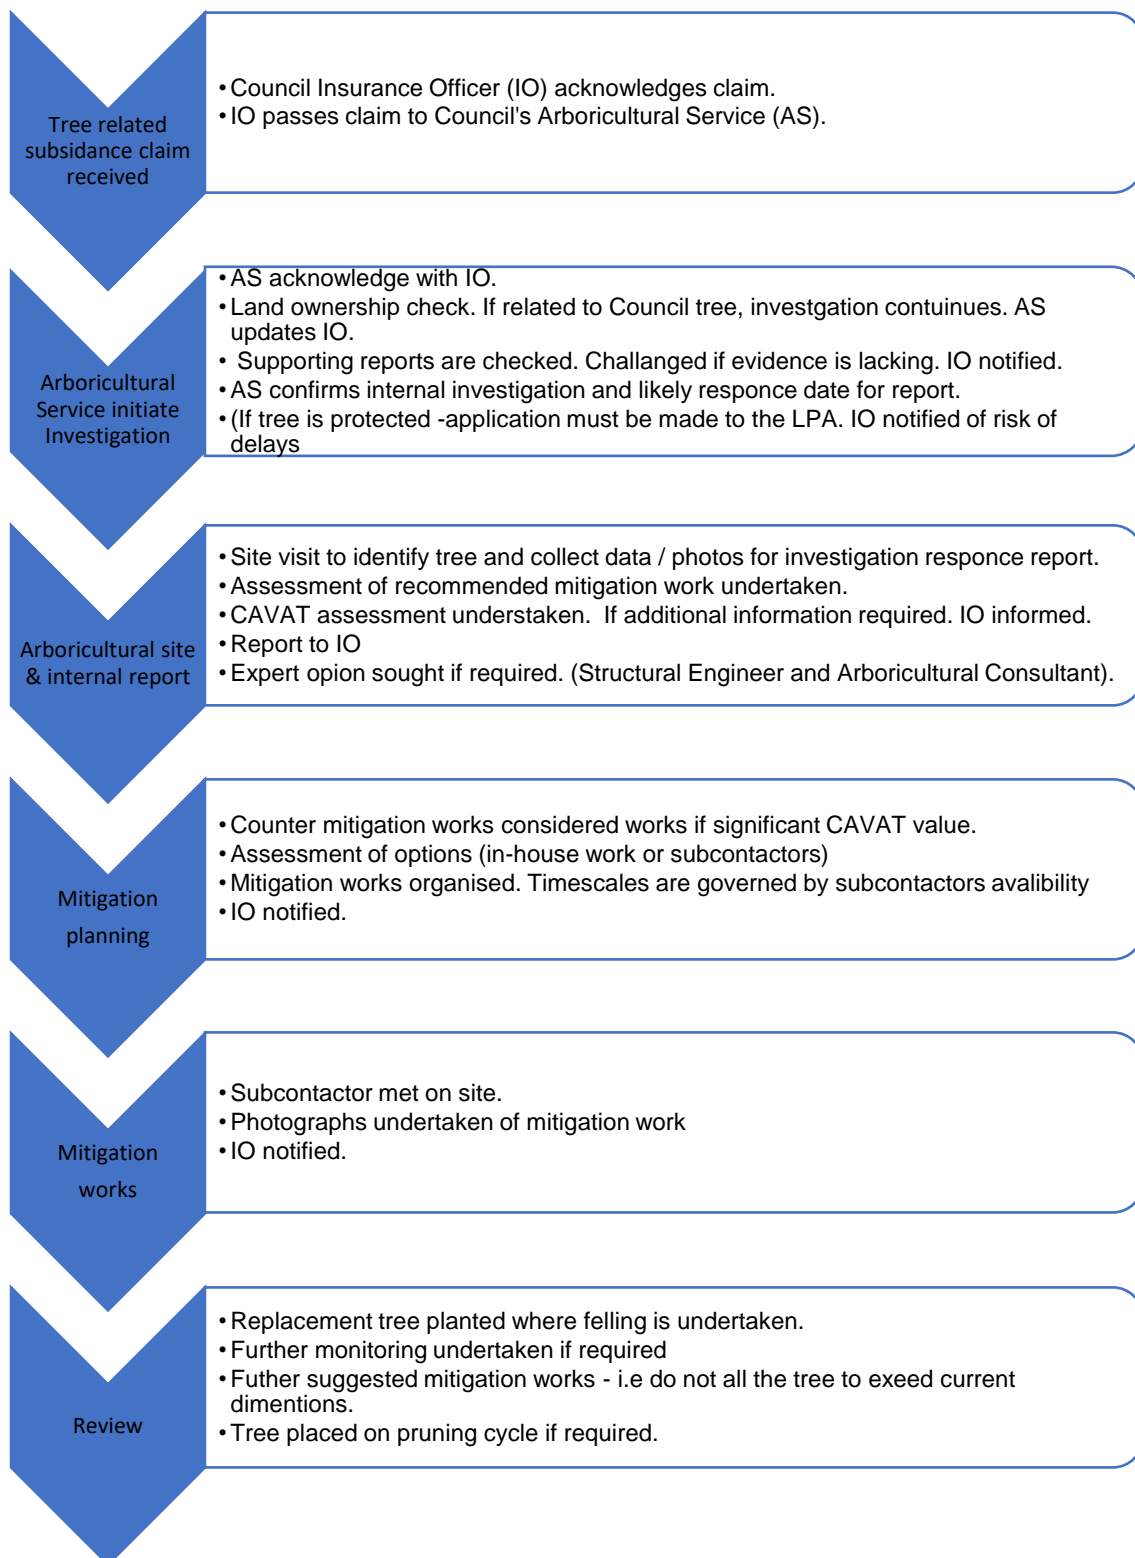 Tree related
subsidance claim
received
• Council Insurance Officer (IO) acknowledges claim.
• IO passes claim to Council's Arboricultural Service (AS).
Arboricultural
Service initiate
Investigation
• AS acknowledge with IO.
• Land ownership check. If related to Council tree, investgation contuinues. AS
updates IO.
• Supporting reports are checked. Challanged if evidence is lacking. IO notified.
• AS confirms internal investigation and likely responce date for report.
• (If tree is protected -application must be made to the LPA. IO notified of risk of
delays
Arboricultural site
& internal report
• Site visit to identify tree and collect data / photos for investigation responce report.
• Assessment of recommended mitigation work undertaken.
• CAVAT assessment understaken. If additional information required. IO informed.
• Report to IO
• Expert opion sought if required. (Structural Engineer and Arboricultural Consultant).
Mitigation
planning
• Counter mitigation works considered works if significant CAVAT value.
• Assessment of options (in-house work or subcontactors)
• Mitigation works organised. Timescales are governed by subcontactors avalibility
• IO notified.
Mitigation
works
• Subcontactor met on site.
• Photographs undertaken of mitigation work
• IO notified.
Review
• Replacement tree planted where felling is undertaken.
• Further monitoring undertaken if required
• Futher suggested mitigation works - i.e do not all the tree to exeed current
dimentions.
• Tree placed on pruning cycle if required.